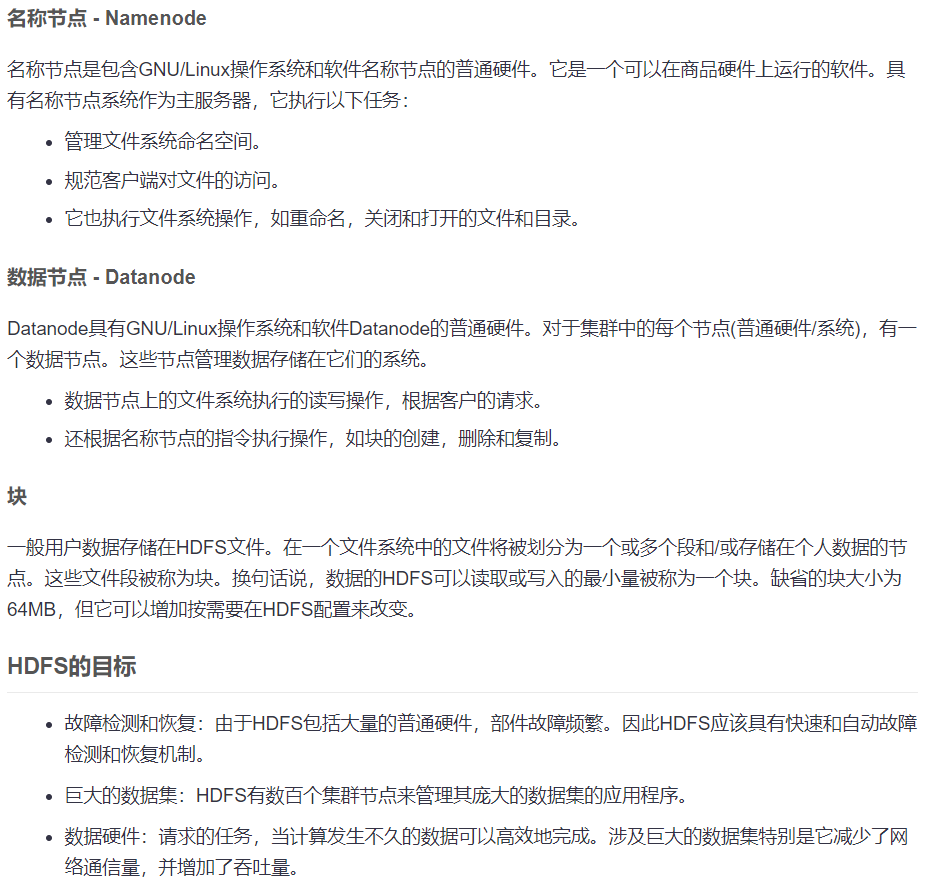 名称节点 - Namenode
名称节点是包含GNU/Linux操作系统和软件名称节点的普通硬件。它是一个可以在商品硬件上运行的软件。具
有名称节点系统作为主服务器，它执行以下任务：
• 管理文件系统命名空间。
• 规范客户端对文件的访问。
• 它也执行文件系统操作，如重命名，关闭和打开的文件和目录。
数据节点 - Datanode
Datanode具有GNU/Linux操作系统和软件Datanode的普通硬件。对于集群中的每个节点(普通硬件/系统)，有一
个数据节点。这些节点管理数据存储在它们的系统。
• 数据节点上的文件系统执行的读写操作，根据客户的请求。
• 还根据名称节点的指令执行操作，如块的创建，删除和复制。
块
一般用户数据存储在HDFS文件。在一个文件系统中的文件将被划分为一个或多个段和/或存储在个人数据的节
点。这些文件段被称为块。换句话说，数据的HDFS可以读取或写入的最小量被称为一个块。缺省的块大小为
64MB，但它可以增加按需要在HDFS配置来改变。
HDFS的目标
• 故障检测和恢复：由于HDFS包括大量的普通硬件，部件故障频繁。因此HDFS应该具有快速和自动故障
检测和恢复机制。
• 巨大的数据集：HDFS有数百个集群节点来管理其庞大的数据集的应用程序。
• 数据硬件：请求的任务，当计算发生不久的数据可以高效地完成。涉及巨大的数据集特别是它减少了网
络通信量，并增加了吞吐量。